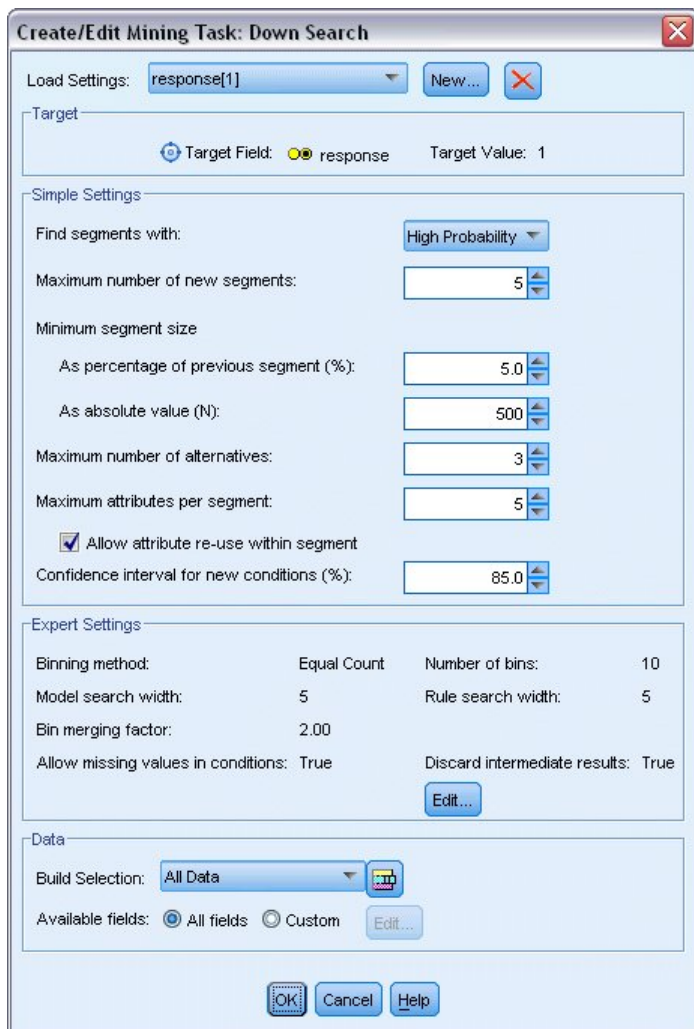 Create/Edit Mining Task: Down Search
Load Settings: response[1] New...
Target
Target Field: response Target Value: 1
Simple Settings
Find segments with: High Probability
Maximum number of new segments: 5
Minimum segment size
As percentage of previous segment (%): 5.0
As absolute value (N): 500
Maximum number of alternatives: 3
Maximum attributes per segment: 5
Allow attribute re-use within segment
Confidence interval for new conditions (%): 85.0
Expert Settings
Binning method: Equal Count Number of bins: 10
Model search width: 5 Rule search width: 5
Bin merging factor: 2.00
Allow missing values in conditions: True Discard intermediate results: True
Edit...
Data
Build Selection: All Data
Available fields: All fields Custom Edit...
OK Cancel Help